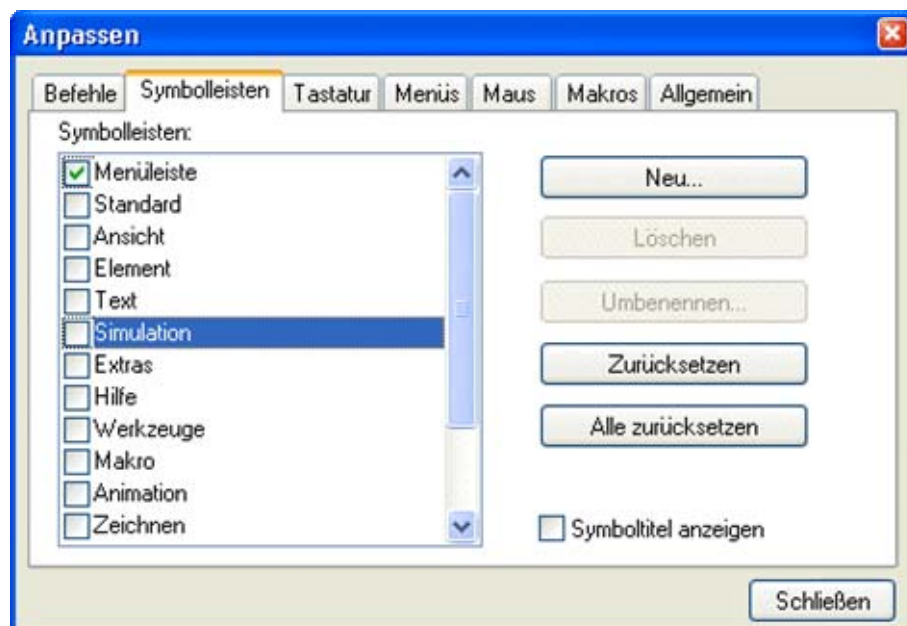 Anpassen
Befehle Symbolleisten Tastatur Menüs Maus Makros Allgemein
Symbolleisten:
Menüleiste
Standard
Ansicht
Element
Text
Simulation
Extras
Hilfe
Werkzeuge
Makro
Animation
Zeichnen
Neu...
Löschen
Umbenennen...
Zurücksetzen
Alle zurücksetzen
Symboltitel anzeigen
Schließen